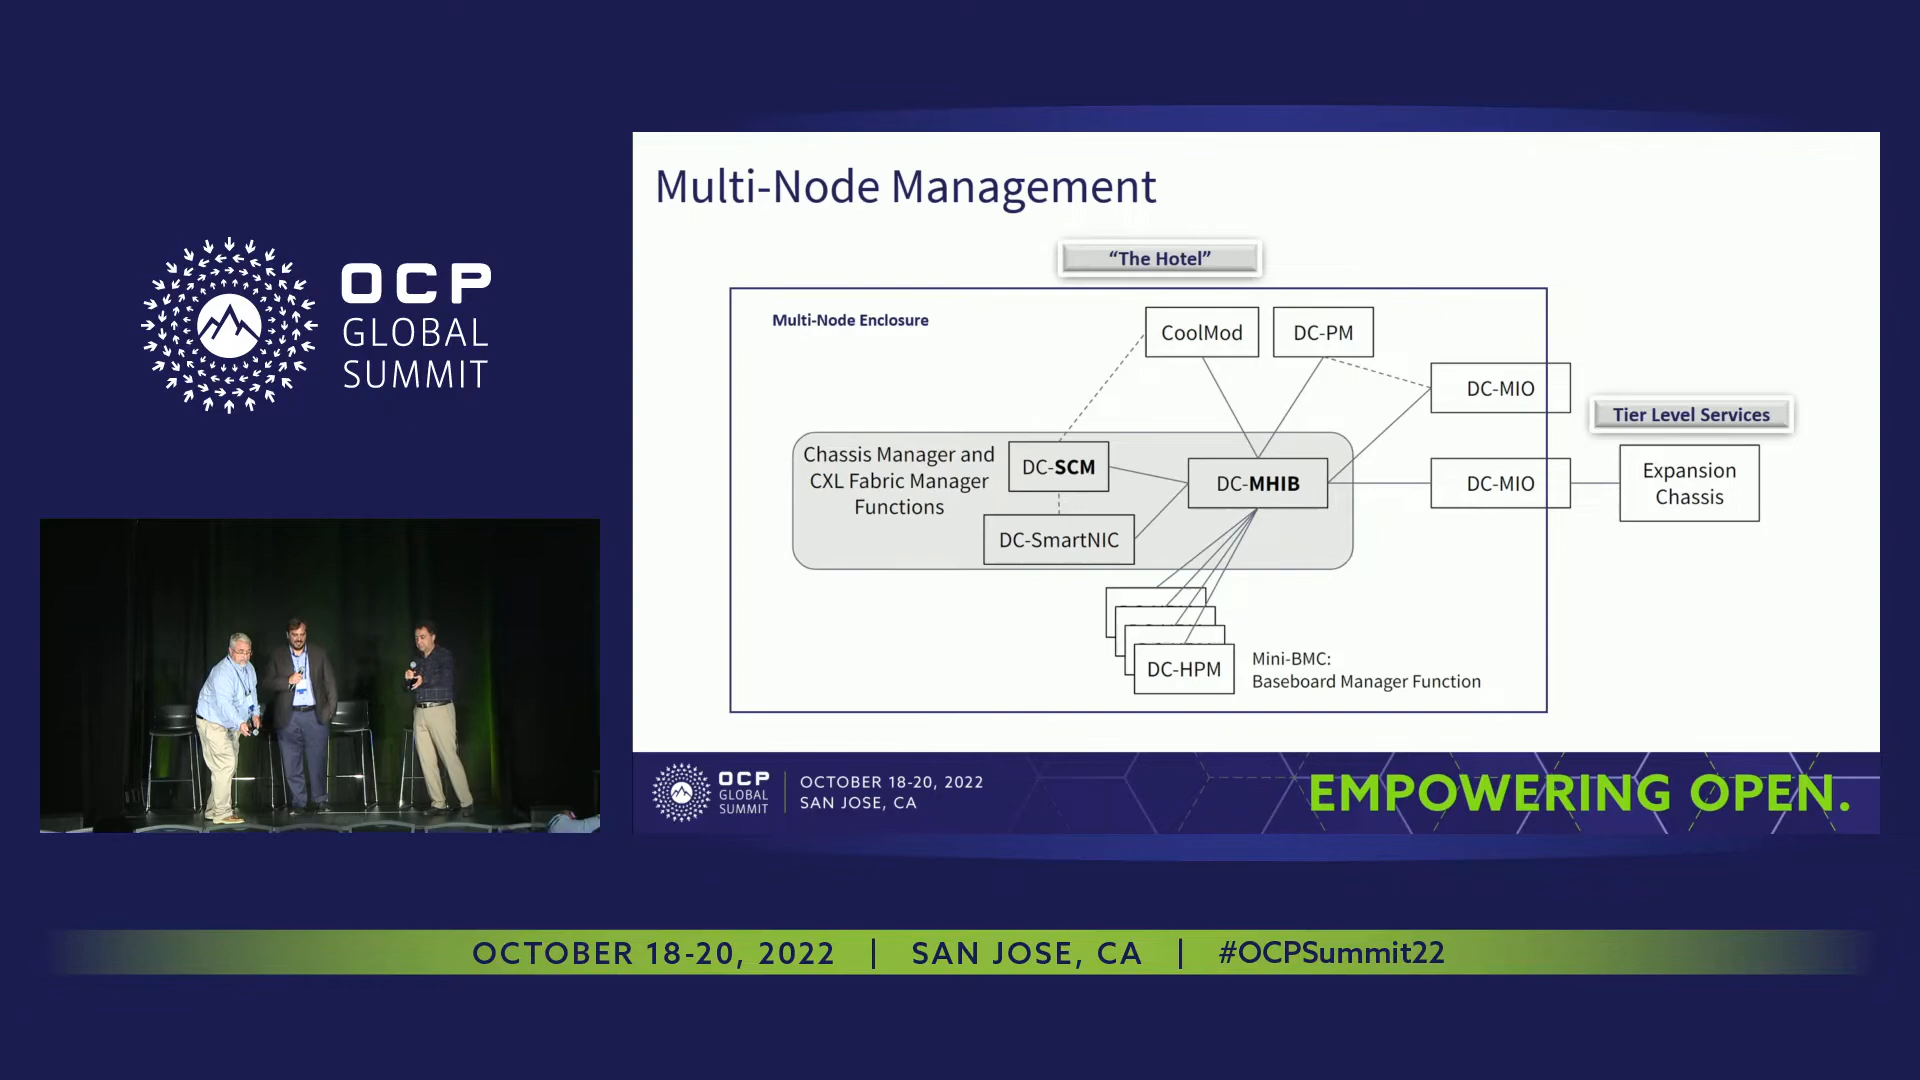 OCP
GLOBAL
SUMMIT
Multi-Node Management
“The Hotel”
Multi-Node Enclosure
CoolMod
DC-PM
DC-MIO
Tier Level Services
Chassis Manager and
CXL Fabric Manager
Functions
DC-SCM
DC-SmartNIC
DC-MHIB
DC-MIO
Expansion
Chassis
DC-HPM
Mini-BMC:
Baseboard Manager Function
OCP
GLOBAL
SUMMIT
OCTOBER 18-20, 2022
SAN JOSE, CA
EMPOWERING OPEN.
OCTOBER 18-20, 2022 | SAN JOSE, CA | #OCPSummit22